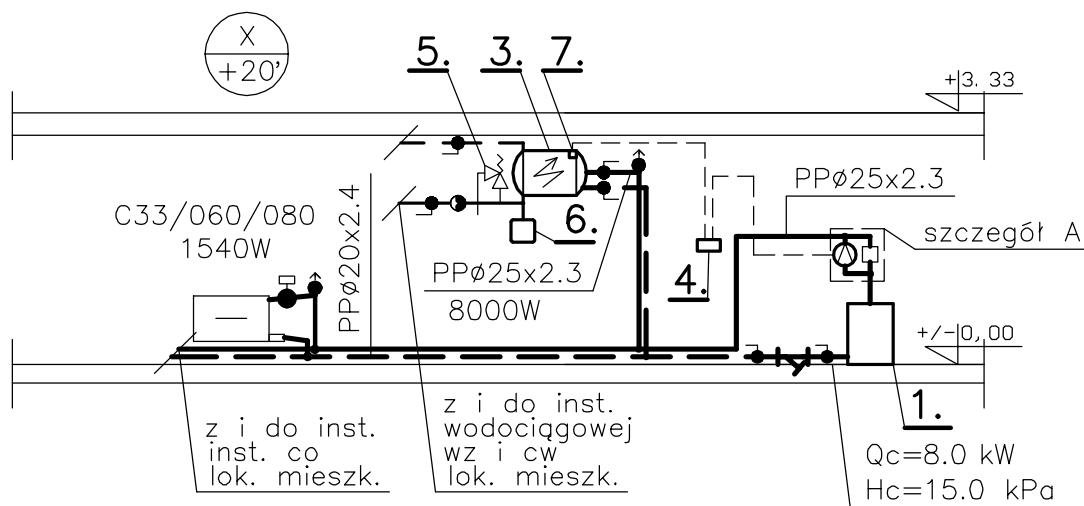 X
+20°
5. 3. 7.
+3.33
C33/060/080
1540W
PPø20x2.4
6.
PPø25x2.3
8000W
4.
PPø25x2.3
szczegół A
+/-0,00
1.
z i do inst.
inst. co
lok. mieszk.
z i do inst.
wodociągowej
wz i cw
lok. mieszk.
Qc=8.0 kW
Hc=15.0 kPa